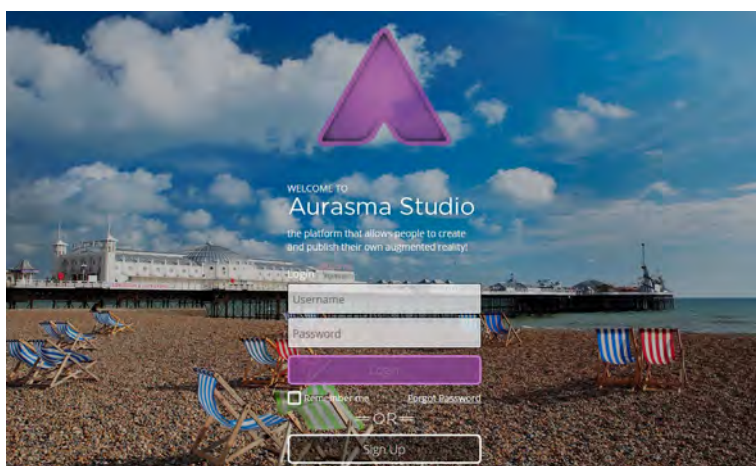 WELCOME TO
Aurasma Studio
the platform that allows people to create
and publish their own augmented reality!
Login
Username
Password
Login
Remember me Forgot Password
OR
Sign Up